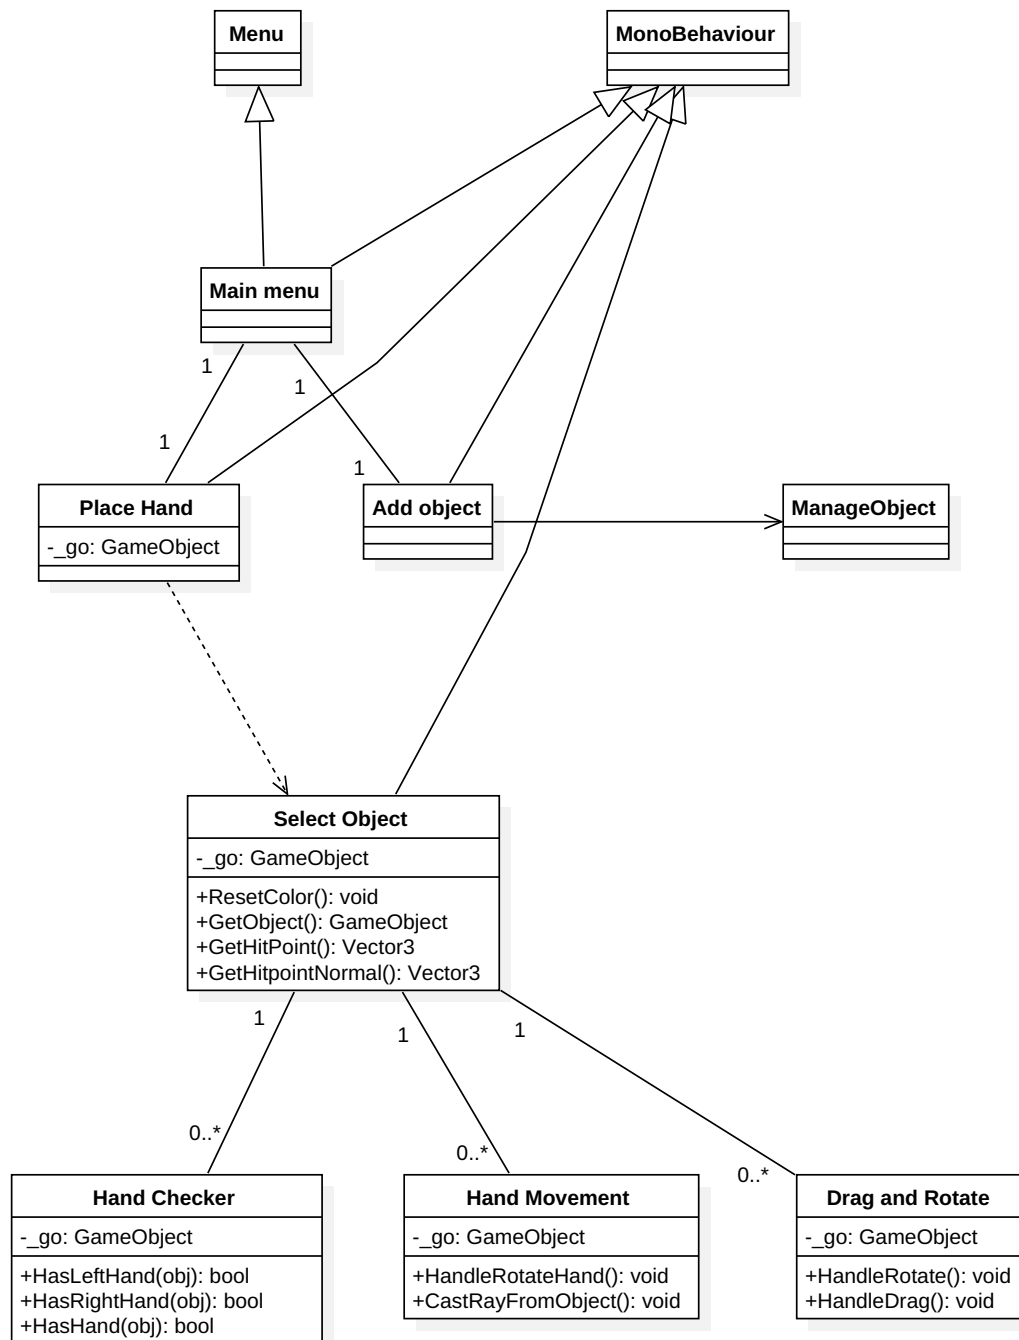 Menu
MonoBehaviour
Main menu
1
1
1
1
Place Hand
-_go: GameObject
Add object
ManageObject
Select Object
-_go: GameObject
+ResetColor(): void
+GetObject(): GameObject
+GetHitPoint(): Vector3
+GetHitpointNormal(): Vector3
1
1
1
0..*
0..*
0..*
Hand Checker
-_go: GameObject
+HasLeftHand(obj): bool
+HasRightHand(obj): bool
+HasHand(obj): bool
Hand Movement
-_go: GameObject
+HandleRotateHand(): void
+CastRayFromObject(): void
Drag and Rotate
-_go: GameObject
+HandleRotate(): void
+HandleDrag(): void